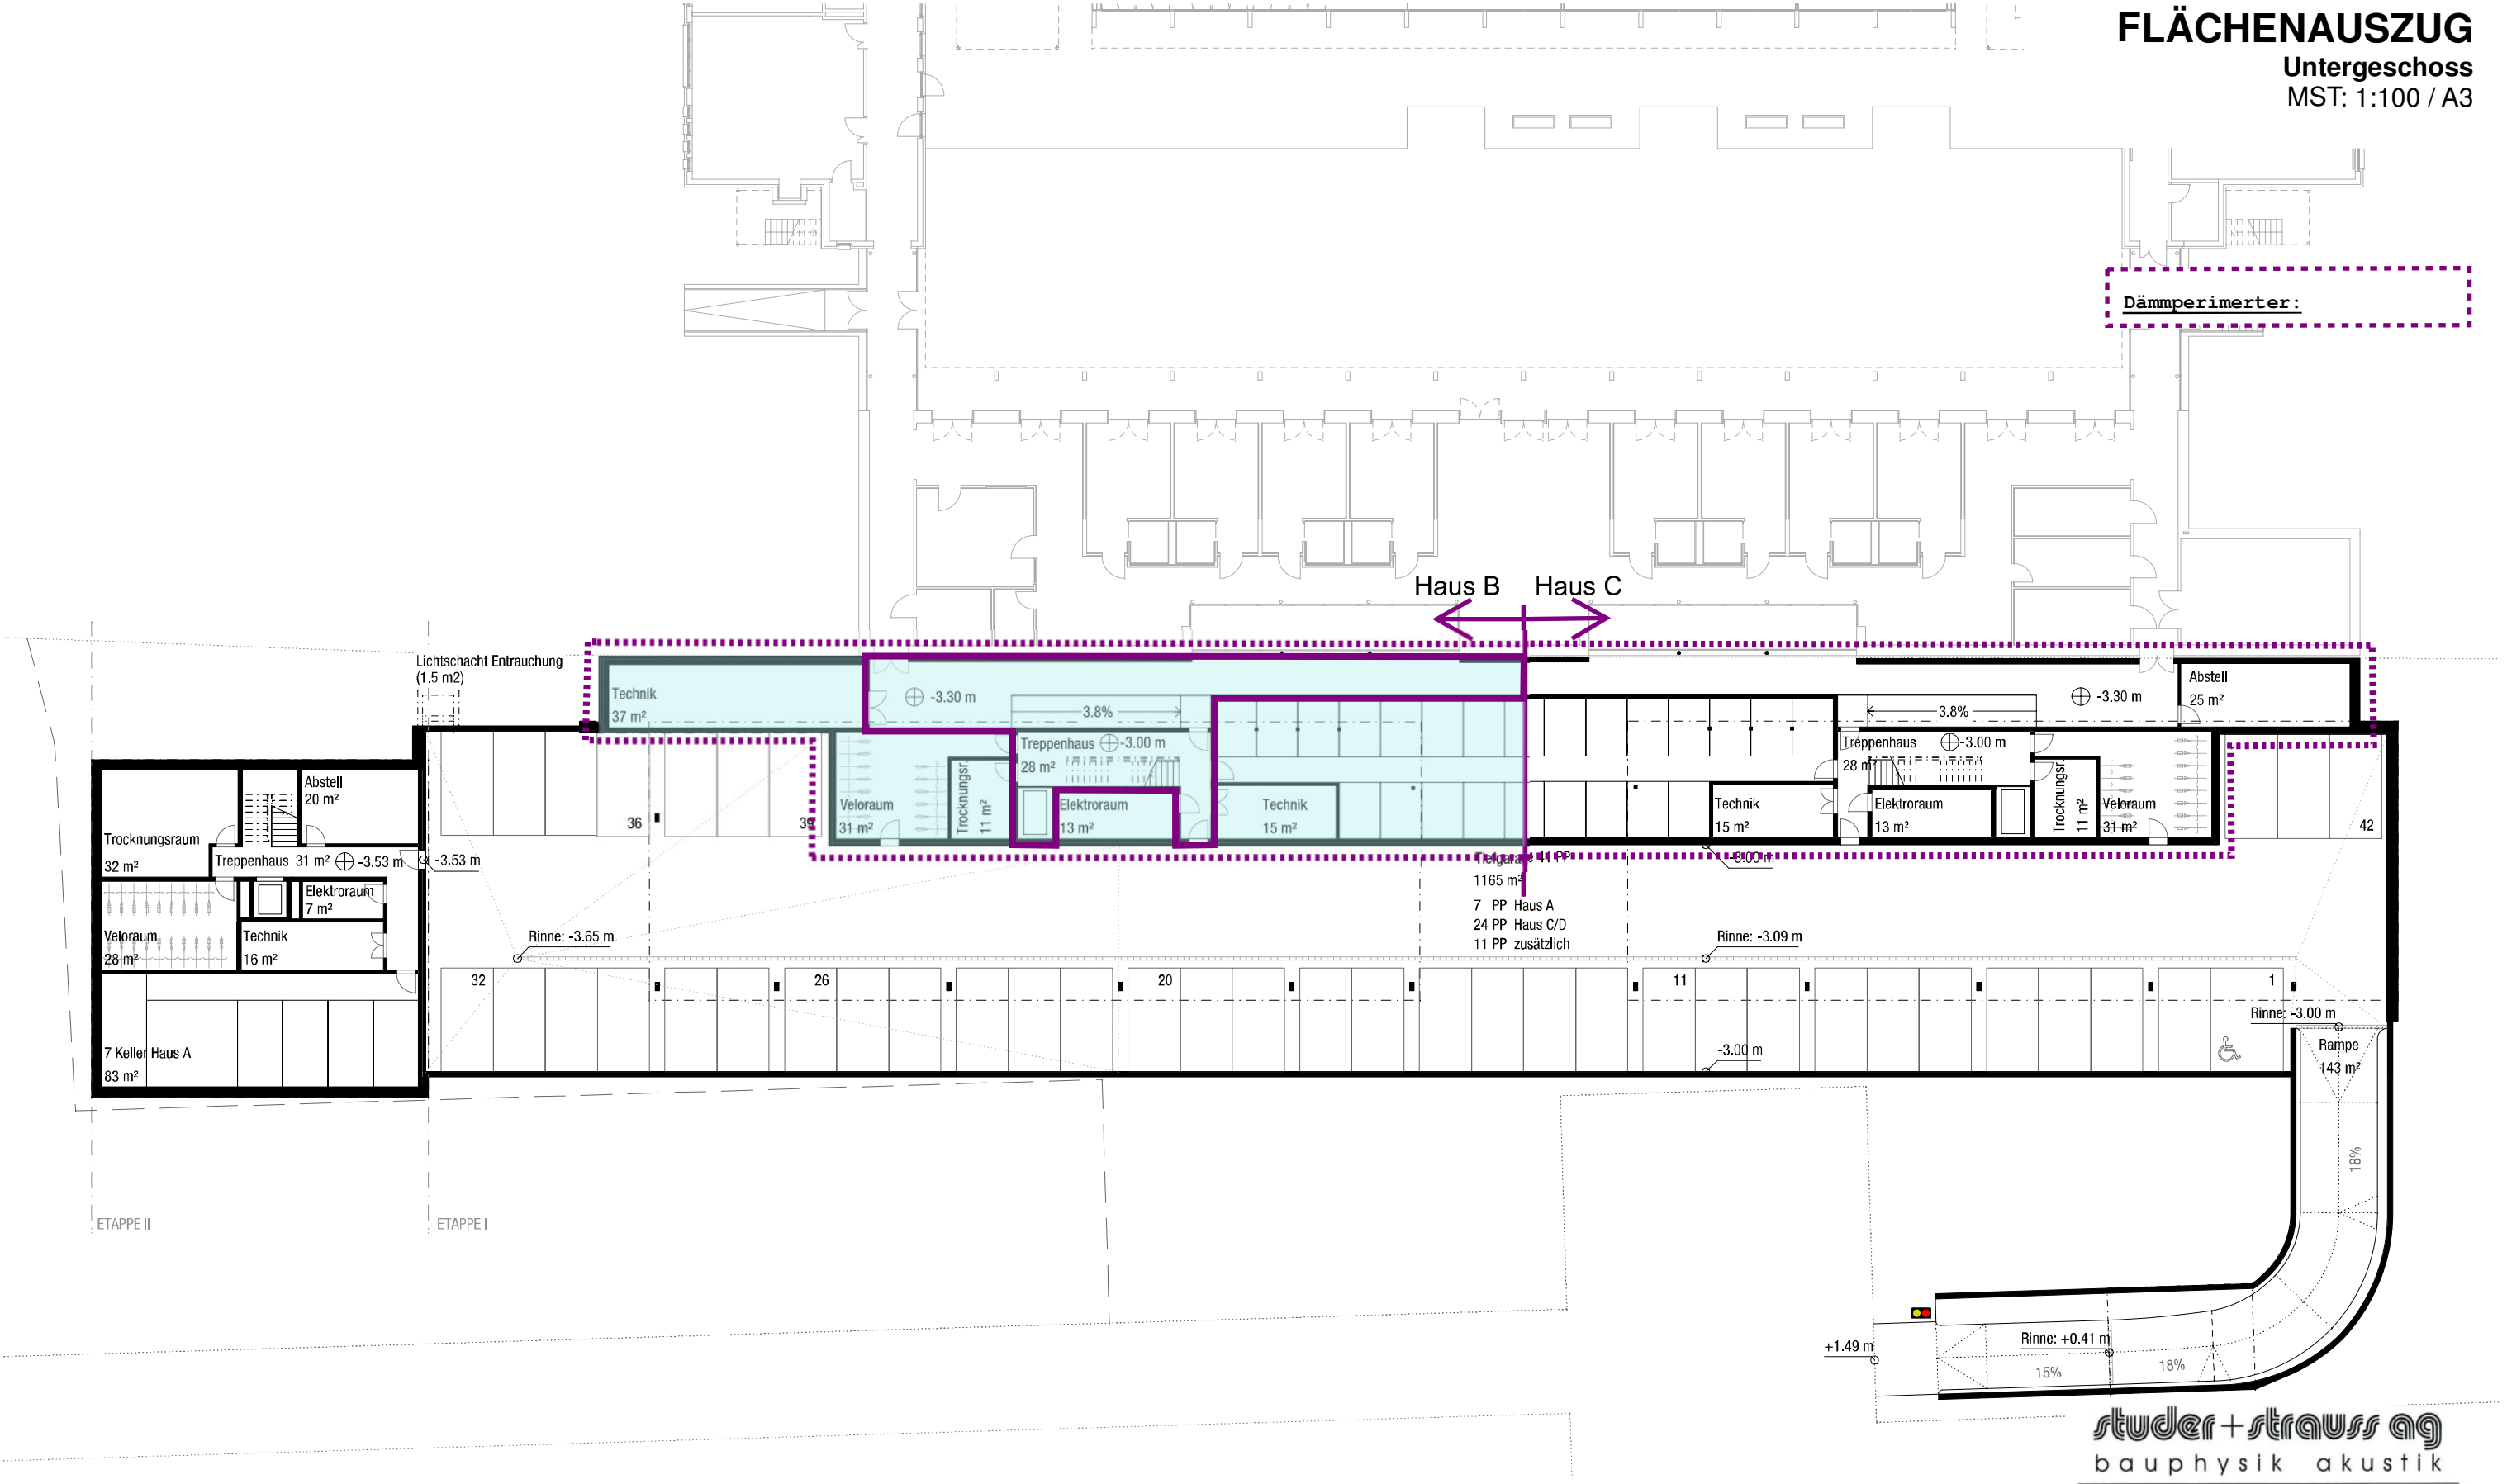 FLÄCHENAUSZUG
Untergeschoss
MST: 1:100 / A3
Dämmperimerter:
Haus B
Haus C
Lichtschacht Entrauchung
(1.5 m2)
Technik
37 m²
-3.30 m
3.8%
Treppenhaus
-3.00 m
28 m²
Veloraum
31 m²
Trocknungsr.
11 m²
Elektroraum
13 m²
Technik
15 m²
Abstell
25 m²
-3.30 m
3.8%
Treppenhaus
-3.00 m
28 m²
Technik
15 m²
Elektroraum
13 m²
Trocknungsr.
11 m²
Veloraum
31 m²
42
36
39
Abstell
20 m²
Trocknungsraum
32 m²
Treppenhaus 31 m²
-3.53 m
-3.53 m
Elektroraum
7 m²
Veloraum
28 m²
Technik
16 m²
7 Keller Haus A
83 m²
Tiefgarage 41 PP
1165 m²
7 PP Haus A
24 PP Haus C/D
11 PP zusätzlich
-3.00 m
Rinne: -3.65 m
Rinne: -3.09 m
32
26
20
11
1
Rinne: -3.00 m
-3.00 m
Rampe
143 m²
18%
ETAPPE II
ETAPPE I
+1.49 m
Rinne: +0.41 m
15%
18%
studer+strauss ag
bauphysik akustik